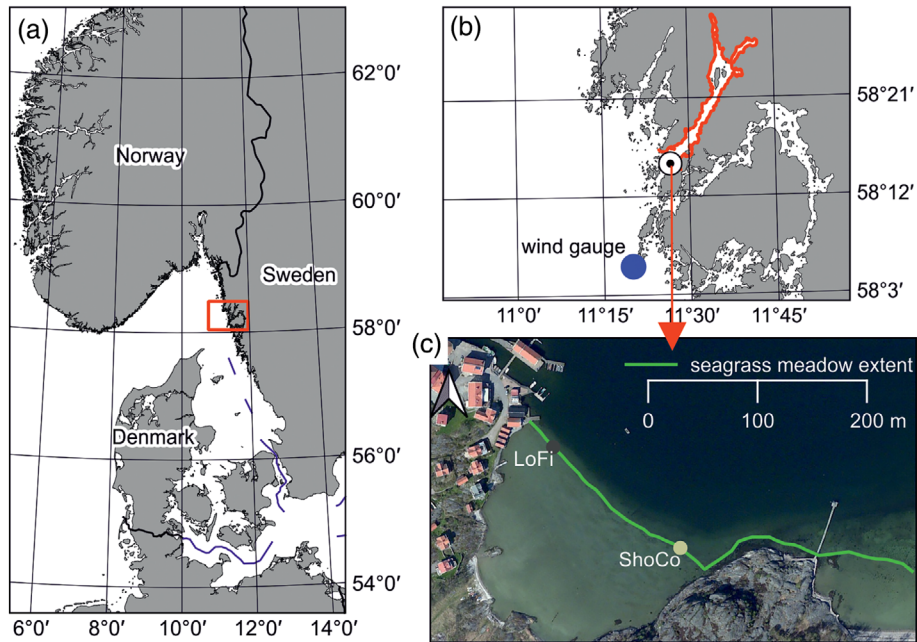 (a)
62°0'
Norway
60°0'
Sweden
58°0'
Denmark
56°0'
54°0'
6°0' 8°0' 10°0' 12°0' 14°0'
(b)
58°21'
58°12'
wind gauge
58°3'
11°0' 11°15' 11°30' 11°45'
(c)
seagrass meadow extent
0 100 200 m
LoFi
ShoCo